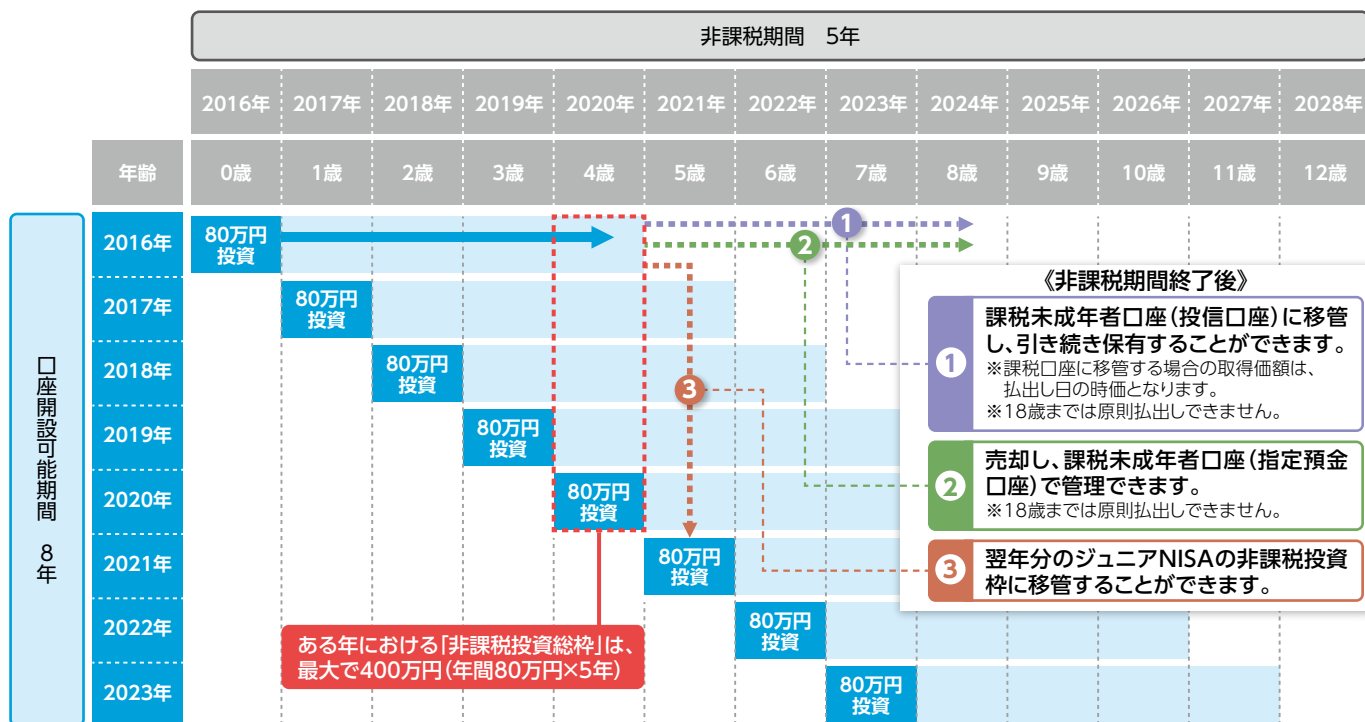 非課税期間 5年
2016年 2017年 2018年 2019年 2020年 2021年 2022年 2023年 2024年 2025年 2026年 2027年 2028年
年齢 0歳 1歳 2歳 3歳 4歳 5歳 6歳 7歳 8歳 9歳 10歳 11歳 12歳
口座開設可能期間 8年
2016年
80万円
投資
1
2
2017年
80万円
投資
2018年
80万円
投資
3
2019年
80万円
投資
2020年
80万円
投資
2021年
80万円
投資
2022年
80万円
投資
2023年
80万円
投資
ある年における「非課税投資総枠」は、
最大で400万円(年間80万円×5年)
《非課税期間終了後》
1
課税未成年者口座(投信口座)に移管
し、引き続き保有することができます。
※課税口座に移管する場合の取得価額は、
払出し日の時価となります。
※18歳までは原則払出しできません。
2
売却し、課税未成年者口座(指定預金
口座)で管理できます。
※18歳までは原則払出しできません。
3
翌年分のジュニアNISAの非課税投資
枠に移管することができます。